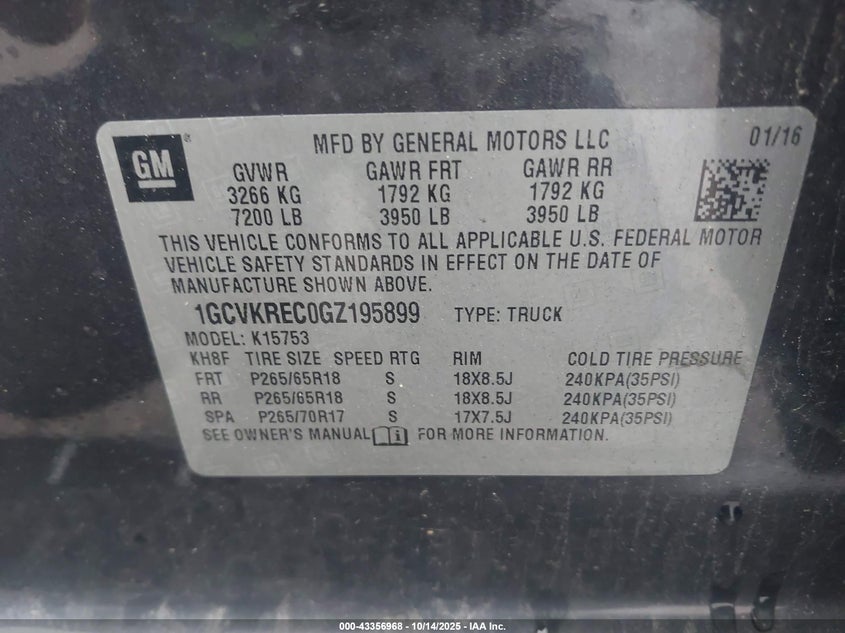 GM
MFD BY GENERAL MOTORS LLC 01/16
GVWR GAWR FRT GAWR RR
3266 KG 1792 KG 1792 KG
7200 LB 3950 LB 3950 LB
THIS VEHICLE CONFORMS TO ALL APPLICABLE U.S. FEDERAL MOTOR
VEHICLE SAFETY STANDARDS IN EFFECT ON THE DATE OF
MANUFACTURE SHOWN ABOVE.
1GCVKREC0GZ195899 TYPE: TRUCK
MODEL: K15753
KH8F TIRE SIZE SPEED RTG RIM COLD TIRE PRESSURE
FRT P265/65R18 S 18X8.5J 240KPA(35PSI)
RR P265/65R18 S 18X8.5J 240KPA(35PSI)
SPA P265/70R17 S 17X7.5J 240KPA(35PSI)
SEE OWNER'S MANUAL FOR MORE INFORMATION.
000-43356968 | 10/14/2025 - IAA Inc.